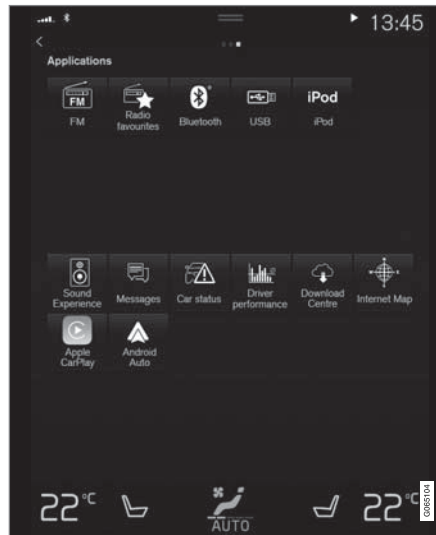 13:45
Applications
FM
iPod
FM
Radio
favourites
Bluetooth
USB
iPod
Sound
Experience
Messages
Car status
Driver
performance
Download
Centre
Internet Map
Apple
CarPlay
Android
Auto
22°C
AUTO
22°C
G065104